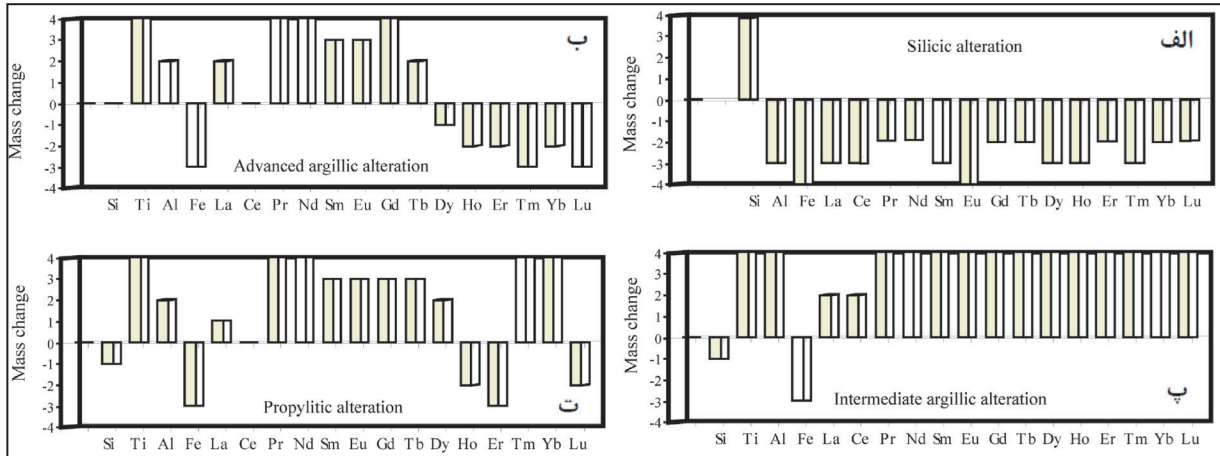 ب
4
3
2
1
0
-1
-2
-3
-4
Mass change
Advanced argillic alteration
Si Ti Al Fe La Ce Pr Nd Sm Eu Gd Tb Dy Ho Er Tm Yb Lu
الف
4
3
2
1
0
-1
-2
-3
-4
Mass change
Silicic alteration
Si Al Fe La Ce Pr Nd Sm Eu Gd Tb Dy Ho Er Tm Yb Lu
ت
4
3
2
1
0
-1
-2
-3
-4
Mass change
Propylitic alteration
Si Ti Al Fe La Ce Pr Nd Sm Eu Gd Tb Dy Ho Er Tm Yb Lu
پ
4
3
2
1
0
-1
-2
-3
-4
Mass change
Intermediate argillic alteration
Si Ti Al Fe La Ce Pr Nd Sm Eu Gd Tb Dy Ho Er Tm Yb Lu